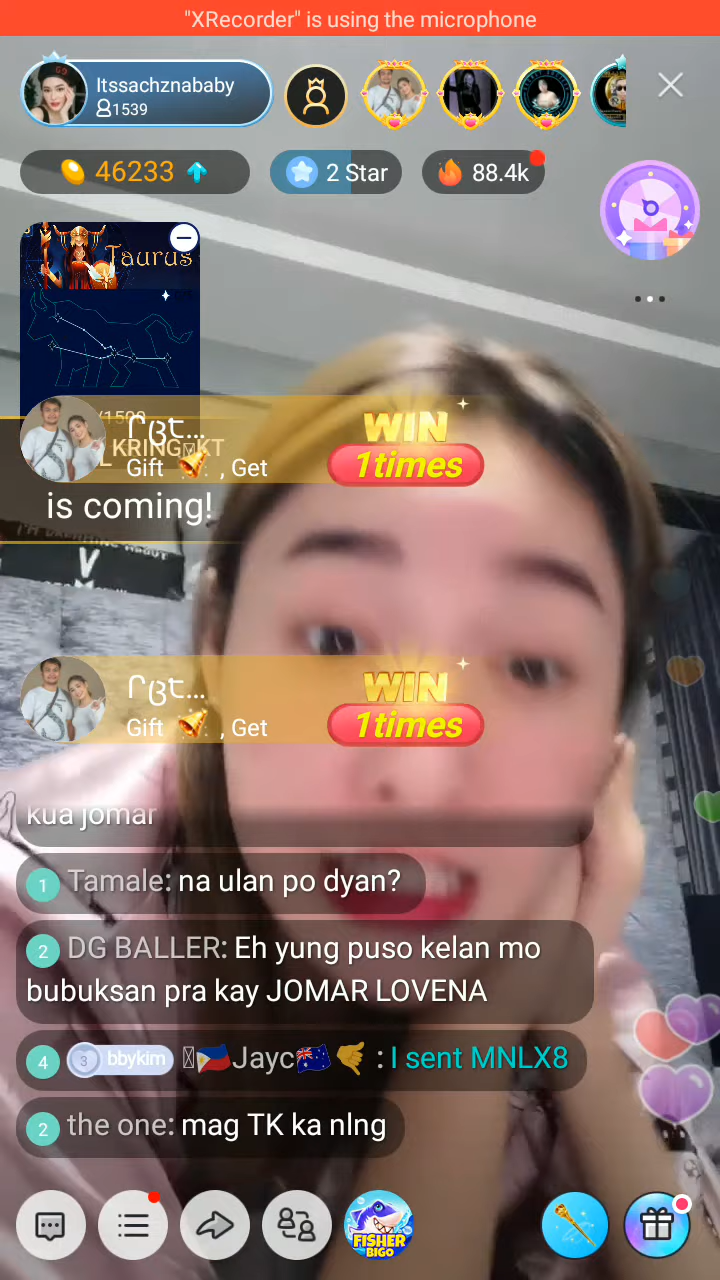 "XRecorder" is using the microphone
Itssachznababy
1539
46233
2 Star
88.4k
Taurus
/1500
KRING
KT
Gift , Get
WIN
1times
is coming!
V
Gift , Get
WIN
1times
kua jomar
1 Tamale: na ulan po dyan?
2 DG BALLER: Eh yung puso kelan mo
bubuksan pra kay JOMAR LOVENA
4 3 bbykim 🇵🇭Jayc🇦🇺🤙 : I sent MNLX8
2 the one: mag TK ka nlng
FISHER
BIGO